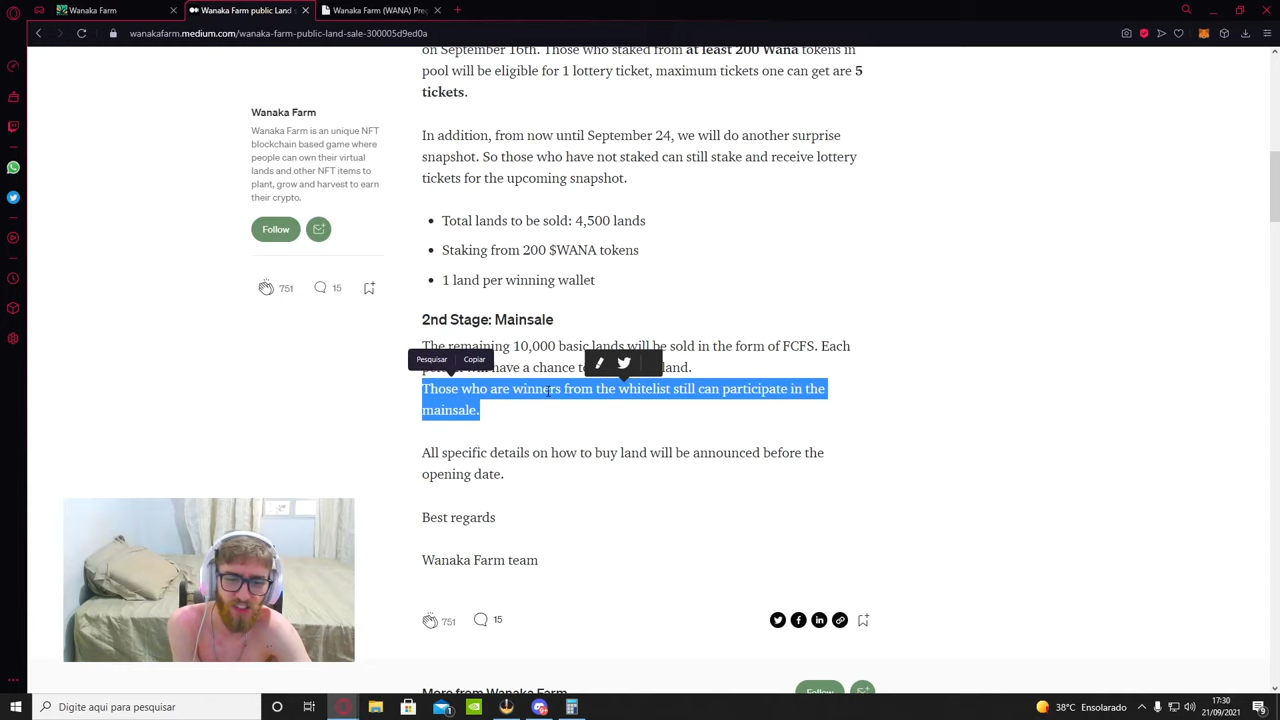 Wanaka Farm
Wanaka Farm public Land s
Wanaka Farm (WANA) Pre
wanakafarm.medium.com/wanaka-farm-public-land-sale-300005d9ed0a
on September 16th. Those who staked from at least 200 Wana tokens in
pool will be eligible for 1 lottery ticket, maximum tickets one can get are 5
tickets.
Wanaka Farm
Wanaka Farm is an unique NFT
blockchain based game where
people can own their virtual
lands and other NFT items to
plant, grow and harvest to earn
their crypto.
Follow
751
15
In addition, from now until September 24, we will do another surprise
snapshot. So those who have not staked can still stake and receive lottery
tickets for the upcoming snapshot.
Total lands to be sold: 4,500 lands
Staking from 200 $WANA tokens
1 land per winning wallet
2nd Stage: Mainsale
The remaining 10,000 basic lands will be sold in the form of FCFS. Each
Pesquisar
Copiar
will have a chance land.
Those who are winners from the whitelist still can participate in the
mainsale.
All specific details on how to buy land will be announced before the
opening date.
Best regards
Wanaka Farm team
751
15
More from Wanaka Farm
Follow
Digite aqui para pesquisar
38°C Ensolarado
17:30
21/09/2021